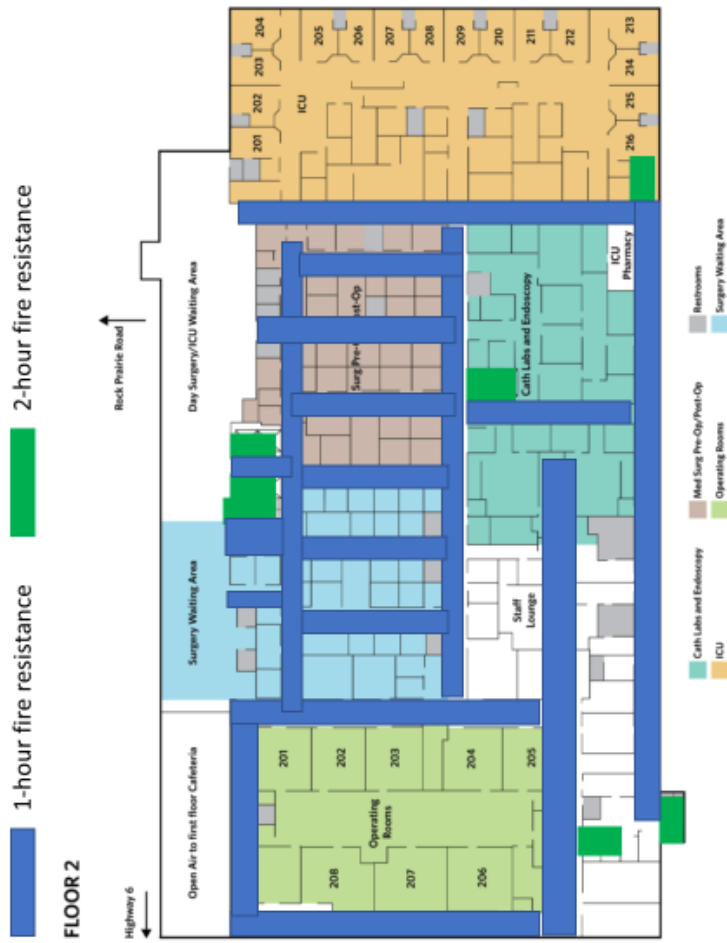 1-hour fire resistance
2-hour fire resistance
FLOOR 2
Highway 6
Rock Prairie Road
Open Air to first floor Cafeteria
Surgery Waiting Area
Day Surgery/ICU Waiting Area
201
202
203
204
205
206
207
208
Operating
Rooms
Staff
Lounge
Cath Labs and Endoscopy
ICU
Pharmacy
ICU
201
202
203
204
205
206
207
208
209
210
211
212
213
214
215
216
Cath Labs and Endoscopy
ICU
Med Surg Pre-Op/Post-Op
Operating Rooms
Restrooms
Surgery Waiting Area